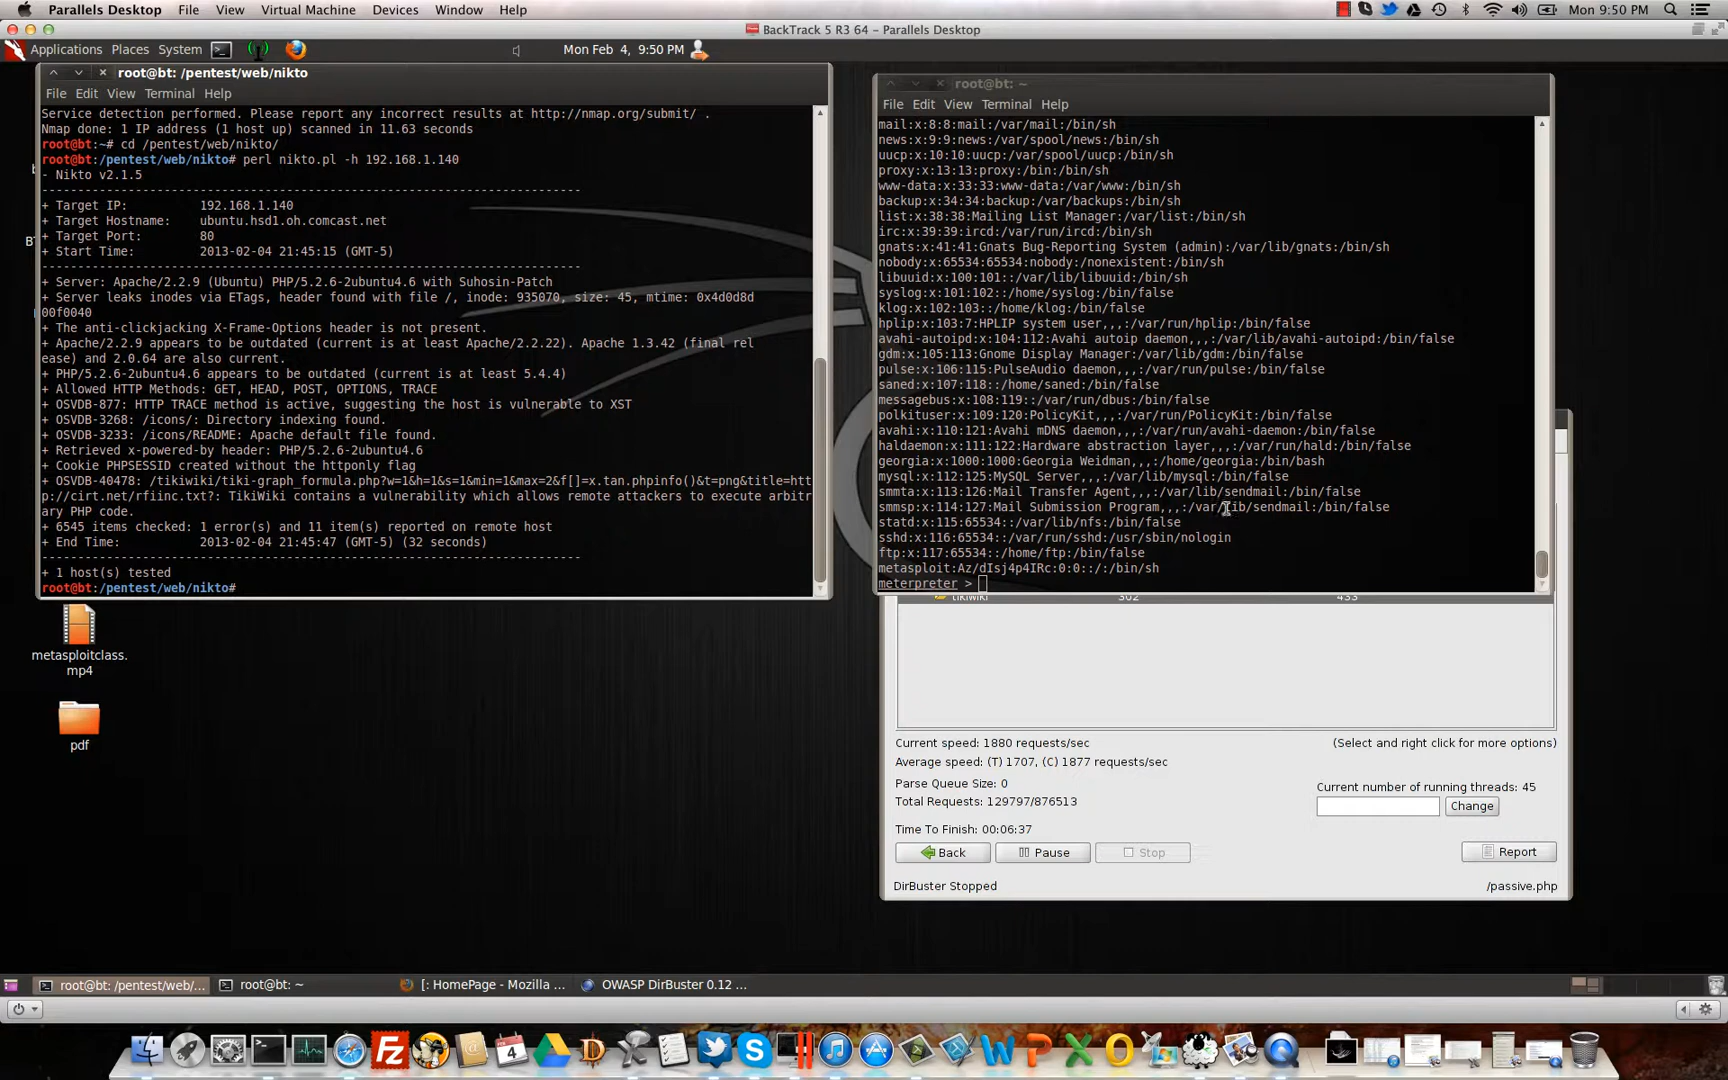 Parallels Desktop File View Virtual Machine Devices Window Help Mon 9:50 PM
BackTrack 5 R3 64 – Parallels Desktop
Applications Places System Mon Feb 4, 9:50 PM
root@bt: /pentest/web/nikto
File Edit View Terminal Help
Service detection performed. Please report any incorrect results at http://nmap.org/submit/ .
Nmap done: 1 IP address (1 host up) scanned in 11.63 seconds
root@bt:~# cd /pentest/web/nikto/
root@bt:/pentest/web/nikto# perl nikto.pl -h 192.168.1.140
- Nikto v2.1.5
---------------------------------------------------------------------------
+ Target IP: 192.168.1.140
+ Target Hostname: ubuntu.hsd1.oh.comcast.net
+ Target Port: 80
+ Start Time: 2013-02-04 21:45:15 (GMT-5)
---------------------------------------------------------------------------
+ Server: Apache/2.2.9 (Ubuntu) PHP/5.2.6-2ubuntu4.6 with Suhosin-Patch
+ Server leaks inodes via ETags, header found with file /, inode: 935070, size: 45, mtime: 0x4d0d8d
00f0040
+ The anti-clickjacking X-Frame-Options header is not present.
+ Apache/2.2.9 appears to be outdated (current is at least Apache/2.2.22). Apache 1.3.42 (final rel
ease) and 2.0.64 are also current.
+ PHP/5.2.6-2ubuntu4.6 appears to be outdated (current is at least 5.4.4)
+ Allowed HTTP Methods: GET, HEAD, POST, OPTIONS, TRACE
+ OSVDB-877: HTTP TRACE method is active, suggesting the host is vulnerable to XST
+ OSVDB-3268: /icons/: Directory indexing found.
+ OSVDB-3233: /icons/README: Apache default file found.
+ Retrieved x-powered-by header: PHP/5.2.6-2ubuntu4.6
+ Cookie PHPSESSID created without the httponly flag
+ OSVDB-40478: /tikiwiki/tiki-graph_formula.php?w=1&h=1&s=1&min=1&max=2&f[]=x.tan.phpinfo()&t=png&title=htt
p://cirt.net/rfiinc.txt?: TikiWiki contains a vulnerability which allows remote attackers to execute arbitr
ary PHP code.
+ 6545 items checked: 1 error(s) and 11 item(s) reported on remote host
+ End Time: 2013-02-04 21:45:47 (GMT-5) (32 seconds)
---------------------------------------------------------------------------
+ 1 host(s) tested
root@bt:/pentest/web/nikto#
root@bt: ~
File Edit View Terminal Help
mail:x:8:8:mail:/var/mail:/bin/sh
news:x:9:9:news:/var/spool/news:/bin/sh
uucp:x:10:10:uucp:/var/spool/uucp:/bin/sh
proxy:x:13:13:proxy:/bin:/bin/sh
www-data:x:33:33:www-data:/var/www:/bin/sh
backup:x:34:34:backup:/var/backups:/bin/sh
list:x:38:38:Mailing List Manager:/var/list:/bin/sh
irc:x:39:39:ircd:/var/run/ircd:/bin/sh
gnats:x:41:41:Gnats Bug-Reporting System (admin):/var/lib/gnats:/bin/sh
nobody:x:65534:65534:nobody:/nonexistent:/bin/sh
libuuid:x:100:101::/var/lib/libuuid:/bin/sh
syslog:x:101:102::/home/syslog:/bin/false
klog:x:102:103::/home/klog:/bin/false
hplip:x:103:7:HPLIP system user,,,:/var/run/hplip:/bin/false
avahi-autoipd:x:104:112:Avahi autoip daemon,,,:/var/lib/avahi-autoipd:/bin/false
gdm:x:105:113:Gnome Display Manager:/var/lib/gdm:/bin/false
pulse:x:106:115:PulseAudio daemon,,,:/var/run/pulse:/bin/false
saned:x:107:118::/home/saned:/bin/false
messagebus:x:108:119::/var/run/dbus:/bin/false
polkituser:x:109:120:PolicyKit,,,:/var/run/PolicyKit:/bin/false
avahi:x:110:121:Avahi mDNS daemon,,,:/var/run/avahi-daemon:/bin/false
haldaemon:x:111:122:Hardware abstraction layer,,,:/var/run/hald:/bin/false
georgia:x:1000:1000:Georgia Weidman,,,:/home/georgia:/bin/bash
mysql:x:112:125:MySQL Server,,,:/var/lib/mysql:/bin/false
smmta:x:113:126:Mail Transfer Agent,,,:/var/lib/sendmail:/bin/false
smmsp:x:114:127:Mail Submission Program,,,:/var/lib/sendmail:/bin/false
statd:x:115:65534::/var/lib/nfs:/bin/false
sshd:x:116:65534::/var/run/sshd:/usr/sbin/nologin
ftp:x:117:65534::/home/ftp:/bin/false
metasploit:Az/dIsj4p4IRc:0:0::/:/bin/sh
meterpreter >
tikiwiki 302 433
Current speed: 1880 requests/sec (Select and right click for more options)
Average speed: (T) 1707, (C) 1877 requests/sec
Parse Queue Size: 0
Total Requests: 129797/876513
Current number of running threads: 45
Change
Time To Finish: 00:06:37
Back Pause Stop Report
DirBuster Stopped /passive.php
metasploitclass.
mp4
pdf
root@bt: /pentest/web/... root@bt: ~ [: HomePage - Mozilla ... OWASP DirBuster 0.12 ...